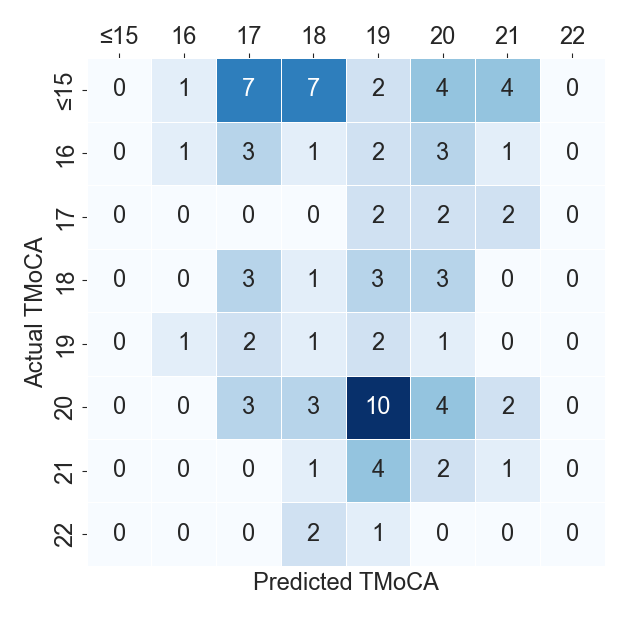 ≤15 16 17 18 19 20 21 22
≤15 0 1 7 7 2 4 4 0
16 0 1 3 1 2 3 1 0
17 0 0 0 0 2 2 2 0
18 0 0 3 1 3 3 0 0
19 0 1 2 1 2 1 0 0
20 0 0 3 3 10 4 2 0
21 0 0 0 1 4 2 1 0
22 0 0 0 2 1 0 0 0
Actual TMoCA
Predicted TMoCA